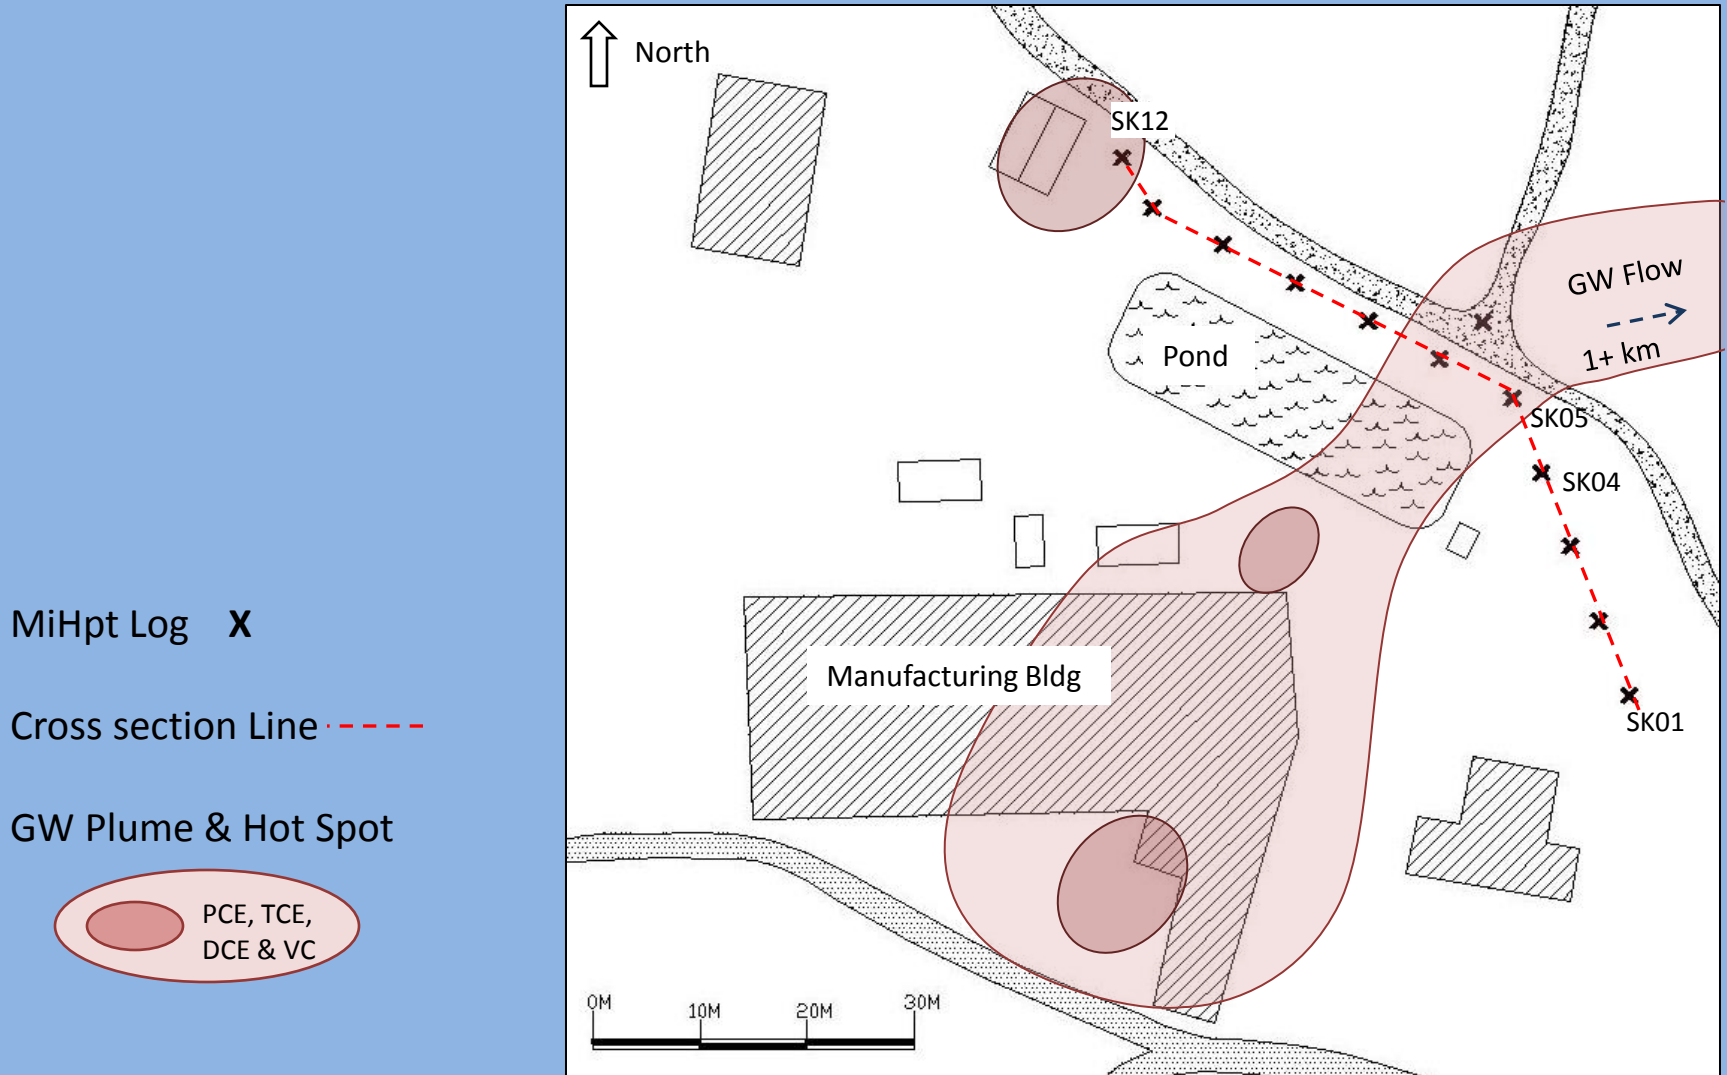 North
SK12
GW Flow
1+ km
Pond
SK05
SK04
MiHpt Log X
Manufacturing Bldg
SK01
Cross section Line
GW Plume & Hot Spot
PCE, TCE,
DCE & VC
0M 10M 20M 30M